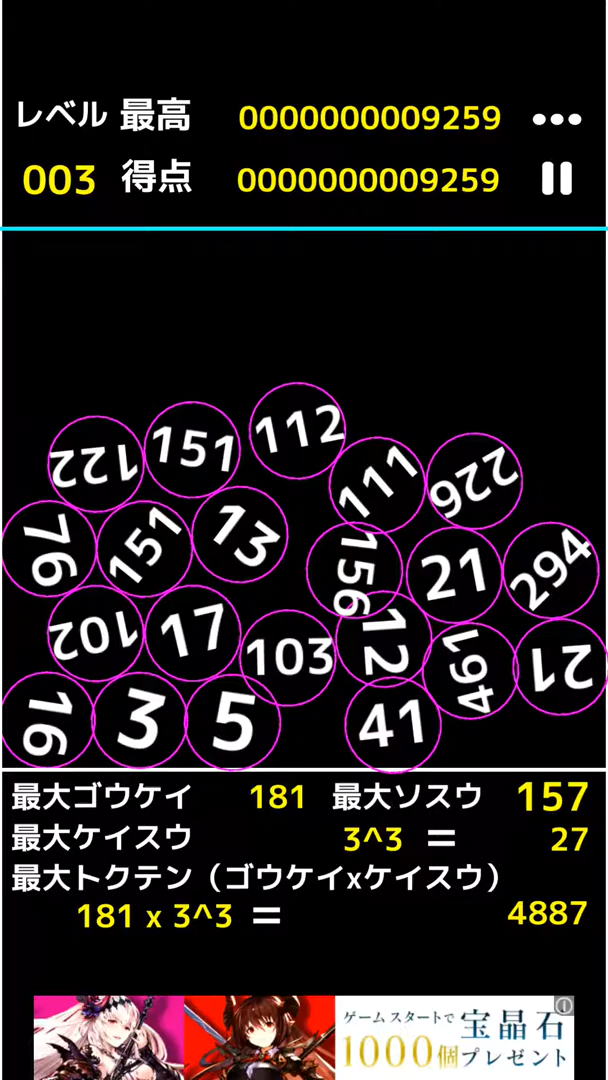 レベル 最高 0000000009259 •••
003 得点 0000000009259
112
122 151
111 226
76 151 13
156 21 294
102 17 103 12
461 21
16 3 5 41
最大ゴウケイ 181 最大ソスウ 157
最大ケイスウ 3^3 = 27
最大トクテン（ゴウケイxケイスウ）
181 x 3^3 = 4887
ゲームスタートで 宝晶石
1000個プレゼント